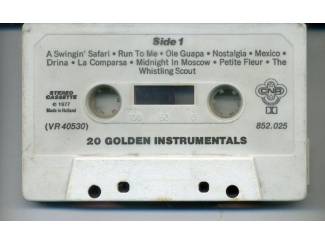 Side 1
A Swingin' Safari • Run To Me • Ole Guapa • Nostalgia • Mexico •
Drina • La Comparsa • Midnight In Moscow • Petite Fleur • The
Whistling Scout
STEREO
CASSETTE
© 1977
Made in Holland
CNR
(VR 40530)
852.025
20 GOLDEN INSTRUMENTALS